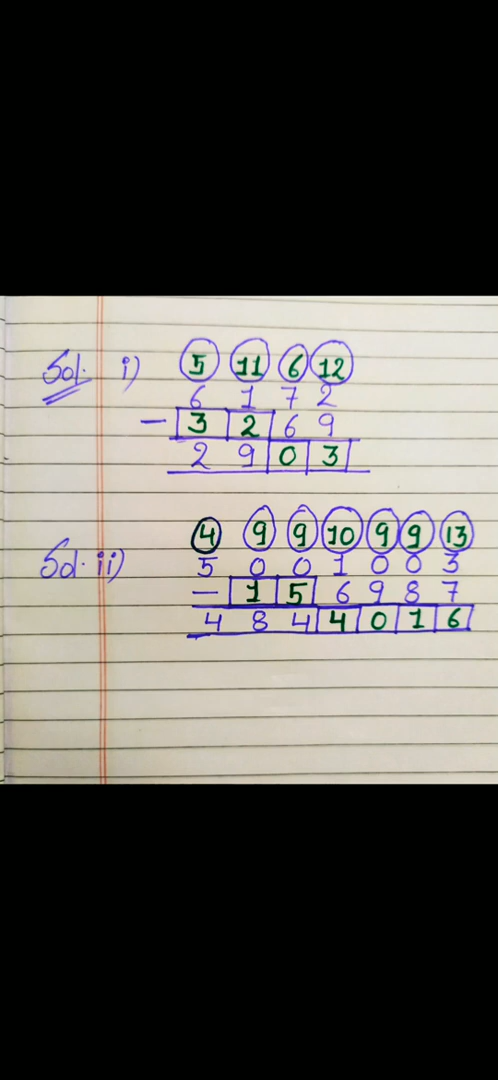 Sol. i) 5 11 6 12
6 1 7 2
- 3 2 6 9
2 9 0 3
4 9 9 10 9 9 13
Sol. ii) 5 0 0 1 0 0 3
- 1 5 6 9 8 7
4 8 4 4 0 1 6